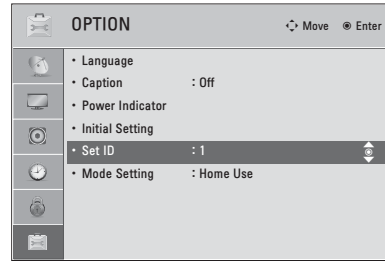 OPTION
Move Enter
• Language
• Caption : Off
• Power Indicator
• Initial Setting
• Set ID : 1
• Mode Setting : Home Use